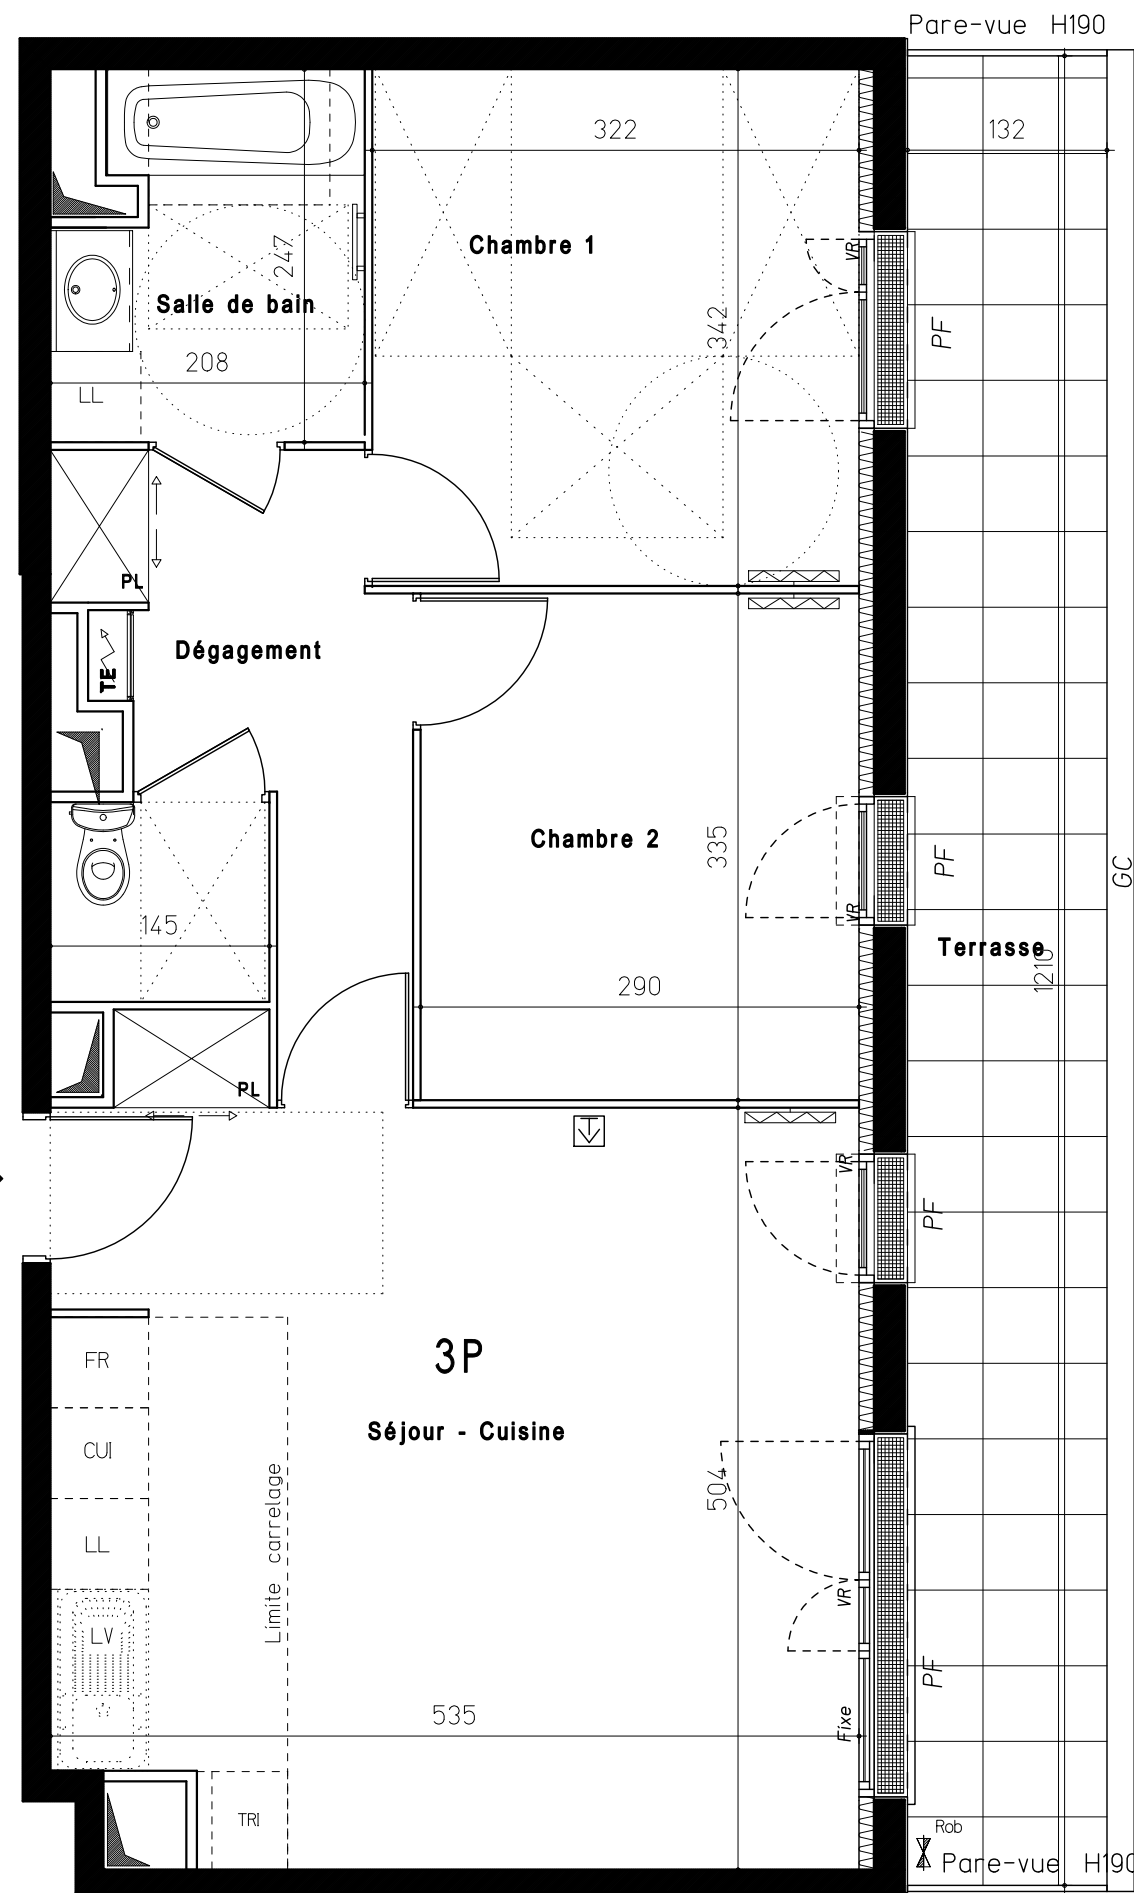 Pare-vue H190
322
132
Chambre 1
247
VR
Salle de bain
342
PF
208
LL
PL
Dégagement
TE
Chambre 2
335
PF
GC
VR
145
Terrasse
1210
290
PL
VR
PF
3P
FR
Séjour - Cuisine
CUI
504
Limite carrelage
LL
VR
LV
PF
535
Fixe
TRI
Rob
Pare-vue H190